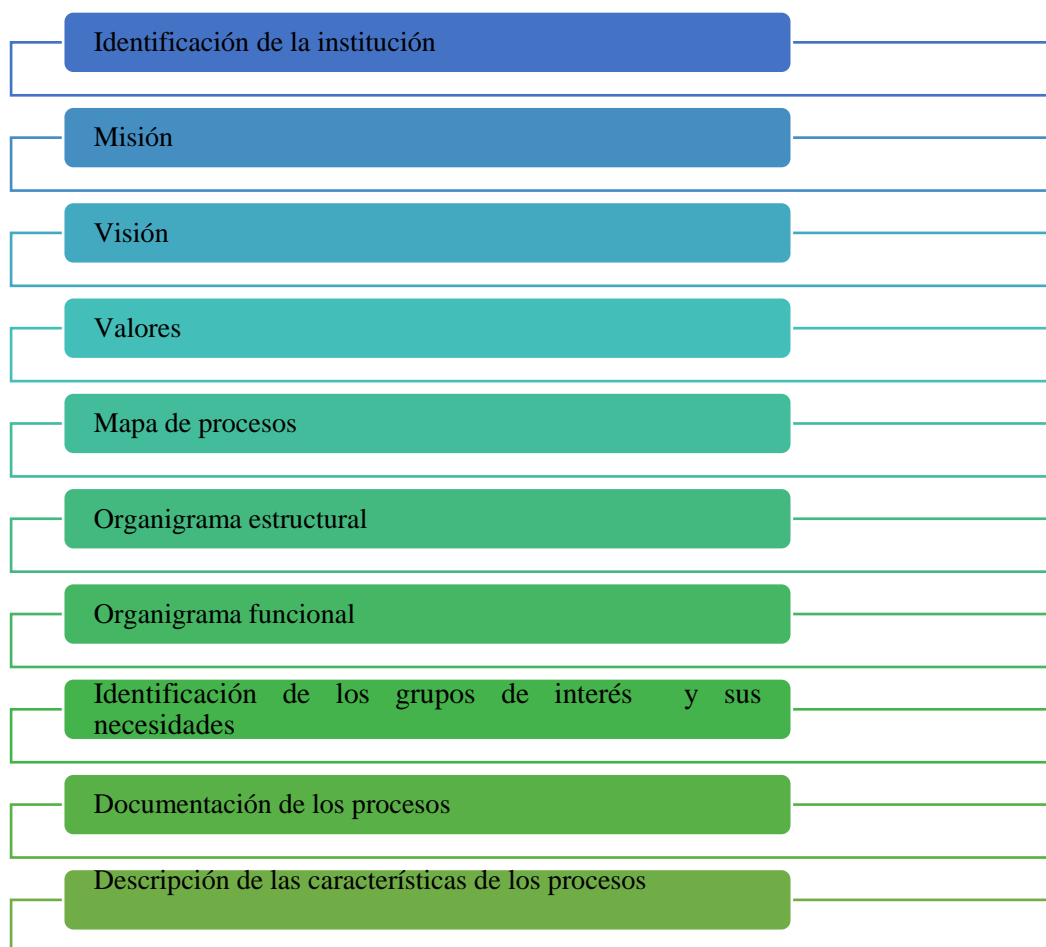 Identificación de la institución
Misión
Visión
Valores
Mapa de procesos
Organigrama estructural
Organigrama funcional
Identificación de los grupos de interés y sus
necesidades
Documentación de los procesos
Descripción de las características de los procesos